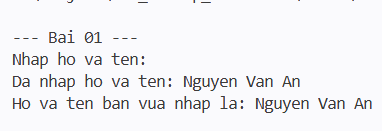 --- Bai 01 ---
Nhap ho va ten:
Da nhap ho va ten: Nguyen Van An
Ho va ten ban vua nhap la: Nguyen Van An